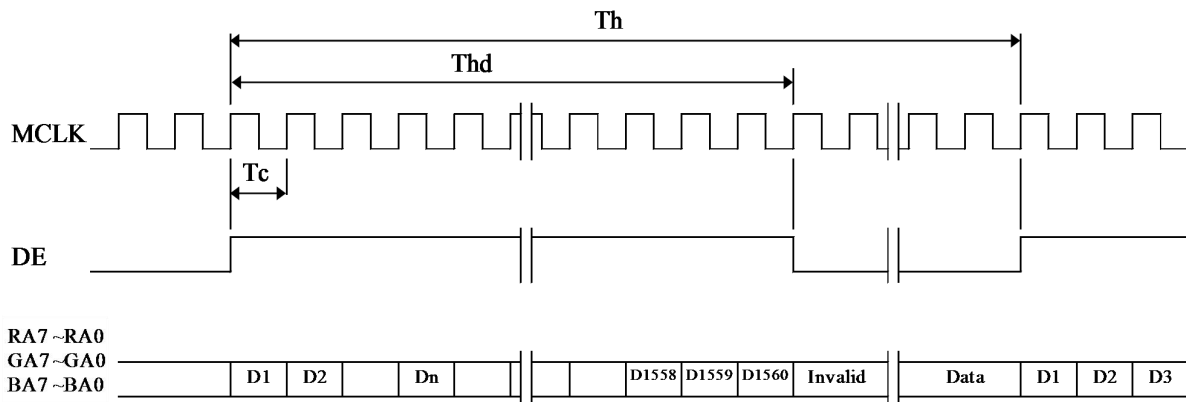 Th
Thd
MCLK
Tc
DE
RA7 ~RA0
GA7 ~GA0
BA7 ~BA0
D1 D2 Dn D1558 D1559 D1560 Invalid Data D1 D2 D3